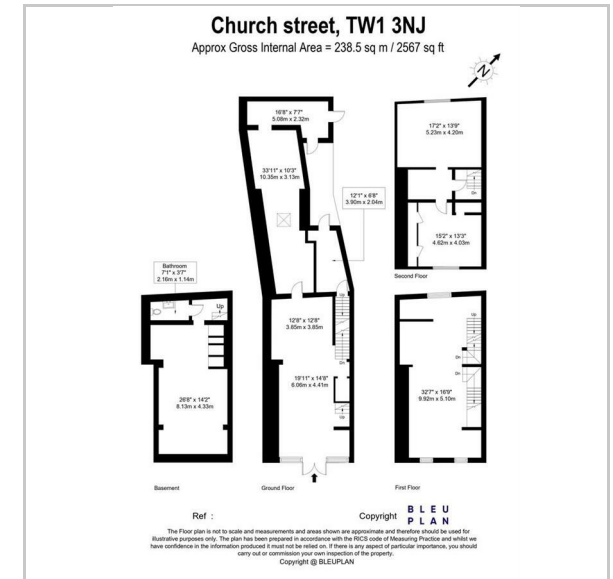 Church street, TW1 3NJ
Approx Gross Internal Area = 238.5 sq m / 2567 sq ft
N
16'8" x 7'7"
5.08m x 2.32m
33'11" x 10'3"
10.35m x 3.13m
12'1" x 6'8"
3.90m x 2.04m
17'2" x 13'9"
5.23m x 4.20m
Dn
15'2" x 13'3"
4.62m x 4.03m
Second Floor
Bathroom
7'1" x 3'7"
2.16m x 1.14m
Up
26'8" x 14'2"
8.13m x 4.33m
Basement
Up
12'8" x 12'8"
3.85m x 3.85m
Dn
19'11" x 14'6"
6.06m x 4.41m
Up
Ground Floor
Up
Dn
Dn
32'7" x 16'9"
9.92m x 5.10m
First Floor
Ref :
Copyright
BLEU
PLAN
The Floor plan is not to scale and measurements and areas shown are approximate and therefore should be used for
illustrative purposes only. The plan has been prepared in accordance with the RICS code of Measuring Practice and whilst we
have confidence in the information produced it must not be relied on. If there is any aspect of particular importance, you should
carry out or commission your own inspection of the property.
Copyright @ BLEUPLAN